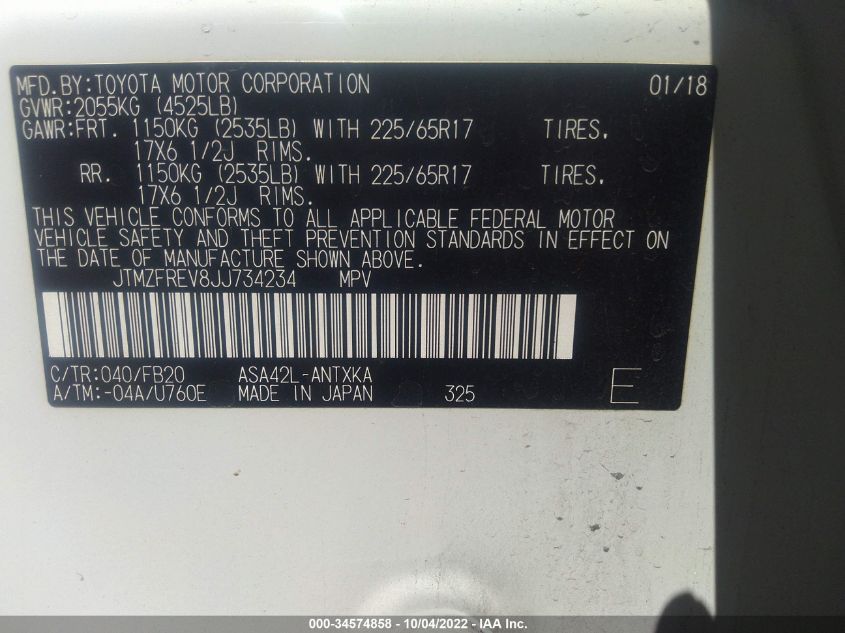 MFD.BY:TOYOTA MOTOR CORPORATION 01/18
GVWR:2055KG (4525LB)
GAWR:FRT. 1150KG (2535LB) WITH 225/65R17 TIRES.
17X6 1/2J RIMS.
RR. 1150KG (2535LB) WITH 225/65R17 TIRES.
17X6 1/2J RIMS.
THIS VEHICLE CONFORMS TO ALL APPLICABLE FEDERAL MOTOR
VEHICLE SAFETY AND THEFT PREVENTION STANDARDS IN EFFECT ON
THE DATE OF MANUFACTURE SHOWN ABOVE.
JTMZFREV8JJ734234 MPV
C/TR:040/FB20 ASA42L-ANTXKA
A/TM:-04A/U760E MADE IN JAPAN 325 E
000-34574858 - 10/04/2022 - IAA Inc.